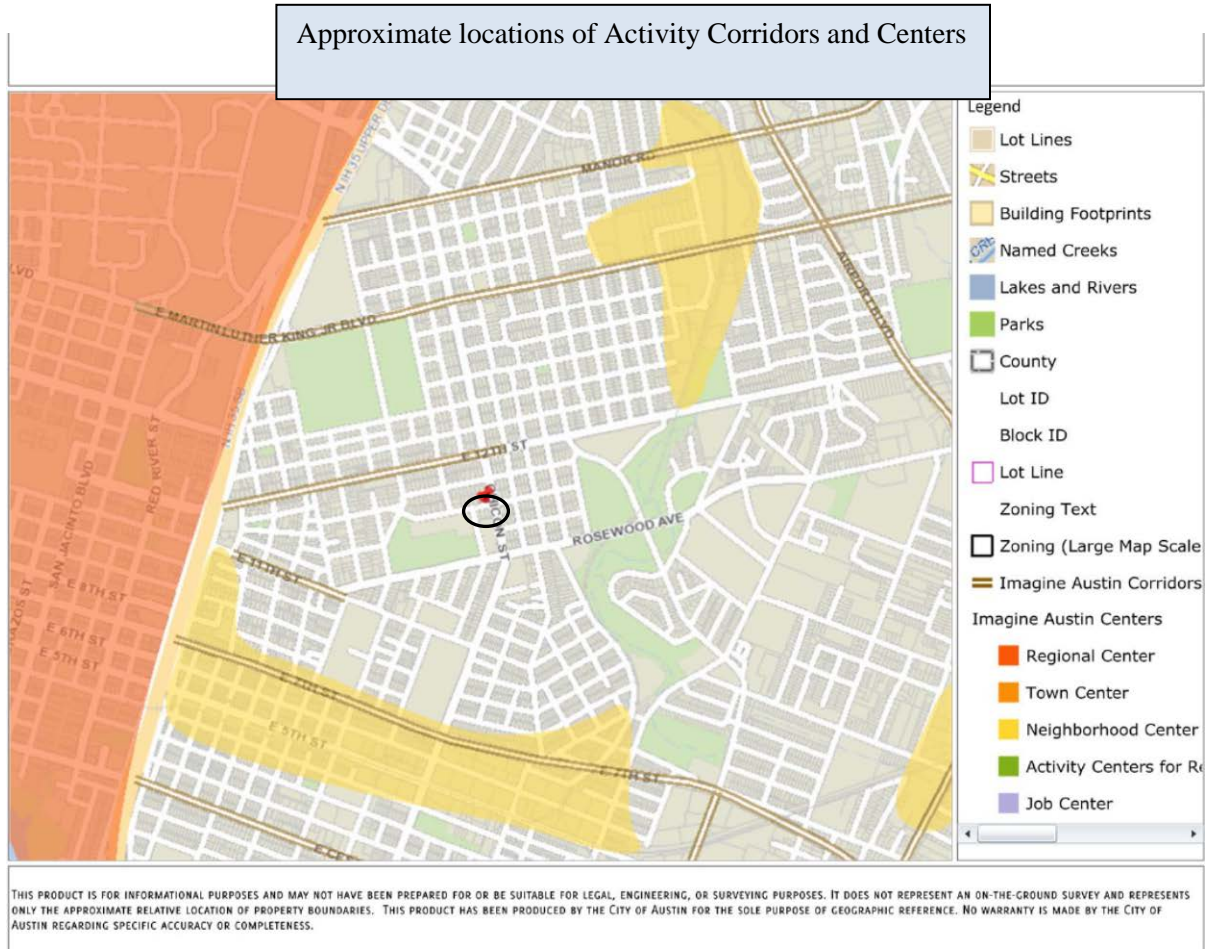 Approximate locations of Activity Corridors and Centers
N IH 35 UPPER D
MANOR RD
LVD
E MARTIN LUTHER KING JR BLVD
AIRPORT BLVD
RED RIVER ST
SAN JACINTO BLVD
E 12TH ST
ROSEWOOD AVE
E 11TH ST
E 8TH ST
E 6TH ST
E 5TH ST
E 7TH ST
E 5TH ST
E 7TH ST
E CE
Legend
Lot Lines
Streets
Building Footprints
CRE
Named Creeks
Lakes and Rivers
Parks
County
Lot ID
Block ID
Lot Line
Zoning Text
Zoning (Large Map Scale
Imagine Austin Corridors
Imagine Austin Centers
Regional Center
Town Center
Neighborhood Center
Activity Centers for Re
Job Center
THIS PRODUCT IS FOR INFORMATIONAL PURPOSES AND MAY NOT HAVE BEEN PREPARED FOR OR BE SUITABLE FOR LEGAL, ENGINEERING, OR SURVEYING PURPOSES. IT DOES NOT REPRESENT AN ON-THE-GROUND SURVEY AND REPRESENTS
ONLY THE APPROXIMATE RELATIVE LOCATION OF PROPERTY BOUNDARIES. THIS PRODUCT HAS BEEN PRODUCED BY THE CITY OF AUSTIN FOR THE SOLE PURPOSE OF GEOGRAPHIC REFERENCE. NO WARRANTY IS MADE BY THE CITY OF
AUSTIN REGARDING SPECIFIC ACCURACY OR COMPLETENESS.